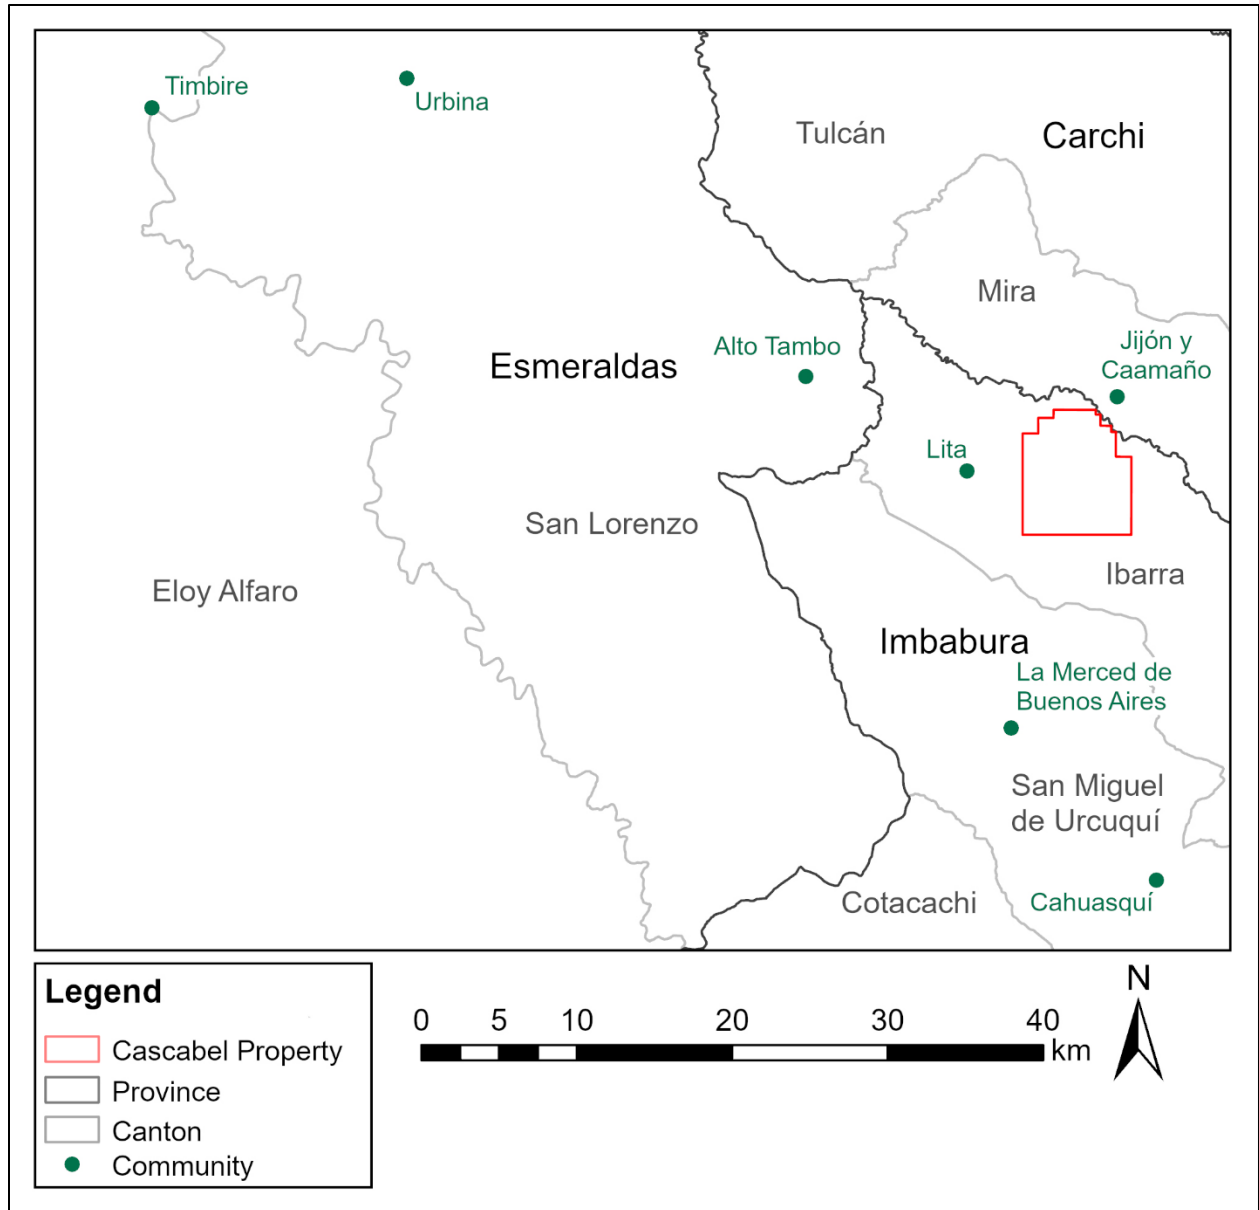 Timbire
Urbina
Tulcán
Carchi
Mira
Alto Tambo
Jijón y
Caamaño
Esmeraldas
Lita
San Lorenzo
Eloy Alfaro
Ibarra
Imbabura
La Merced de
Buenos Aires
San Miguel
de Urcuquí
Cotacachi
Cahuasquí
Legend
Cascabel Property
Province
Canton
Community
0 5 10 20 30 40
km
N